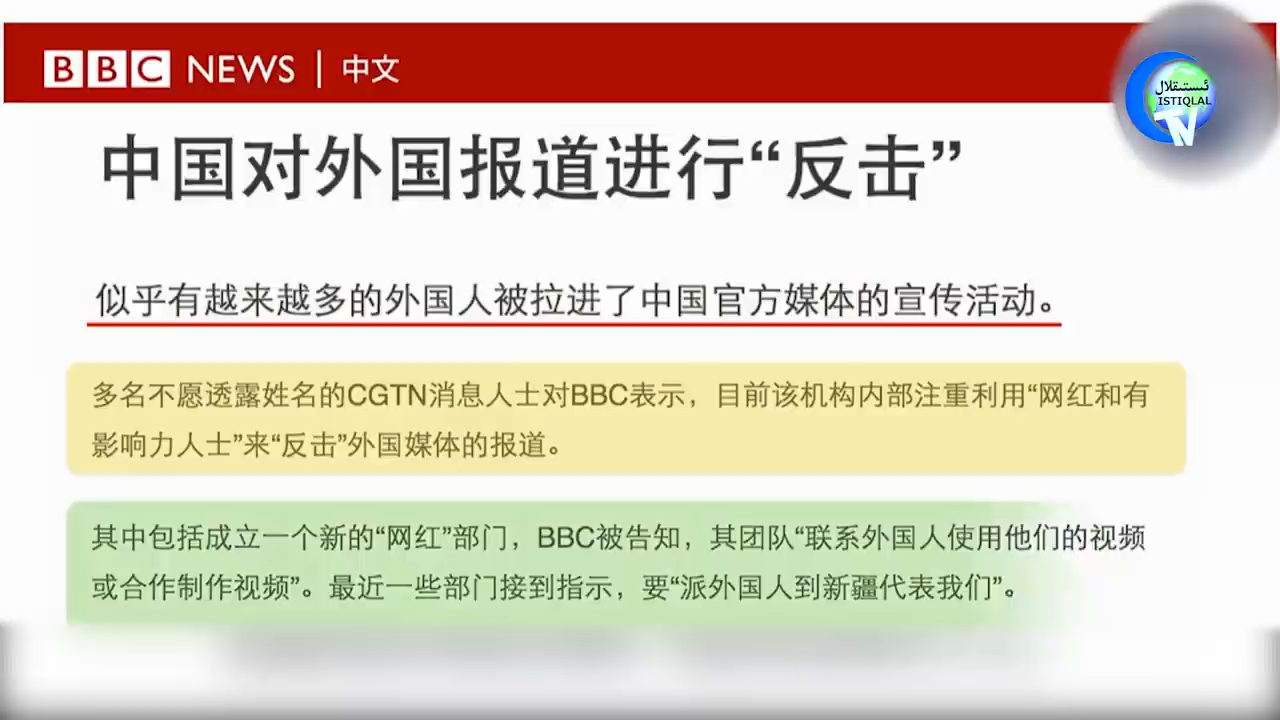 BBC NEWS | 中文
ئىستىقلال
ISTIQLAL
TV
中国对外国报道进行“反击”
似乎有越来越多的外国人被拉进了中国官方媒体的宣传活动。
多名不愿透露姓名的CGTN消息人士对BBC表示，目前该机构内部注重利用“网红和有
影响力人士”来“反击”外国媒体的报道。
其中包括成立一个新的“网红”部门，BBC被告知，其团队“联系外国人使用他们的视频
或合作制作视频”。最近一些部门接到指示，要“派外国人到新疆代表我们”。